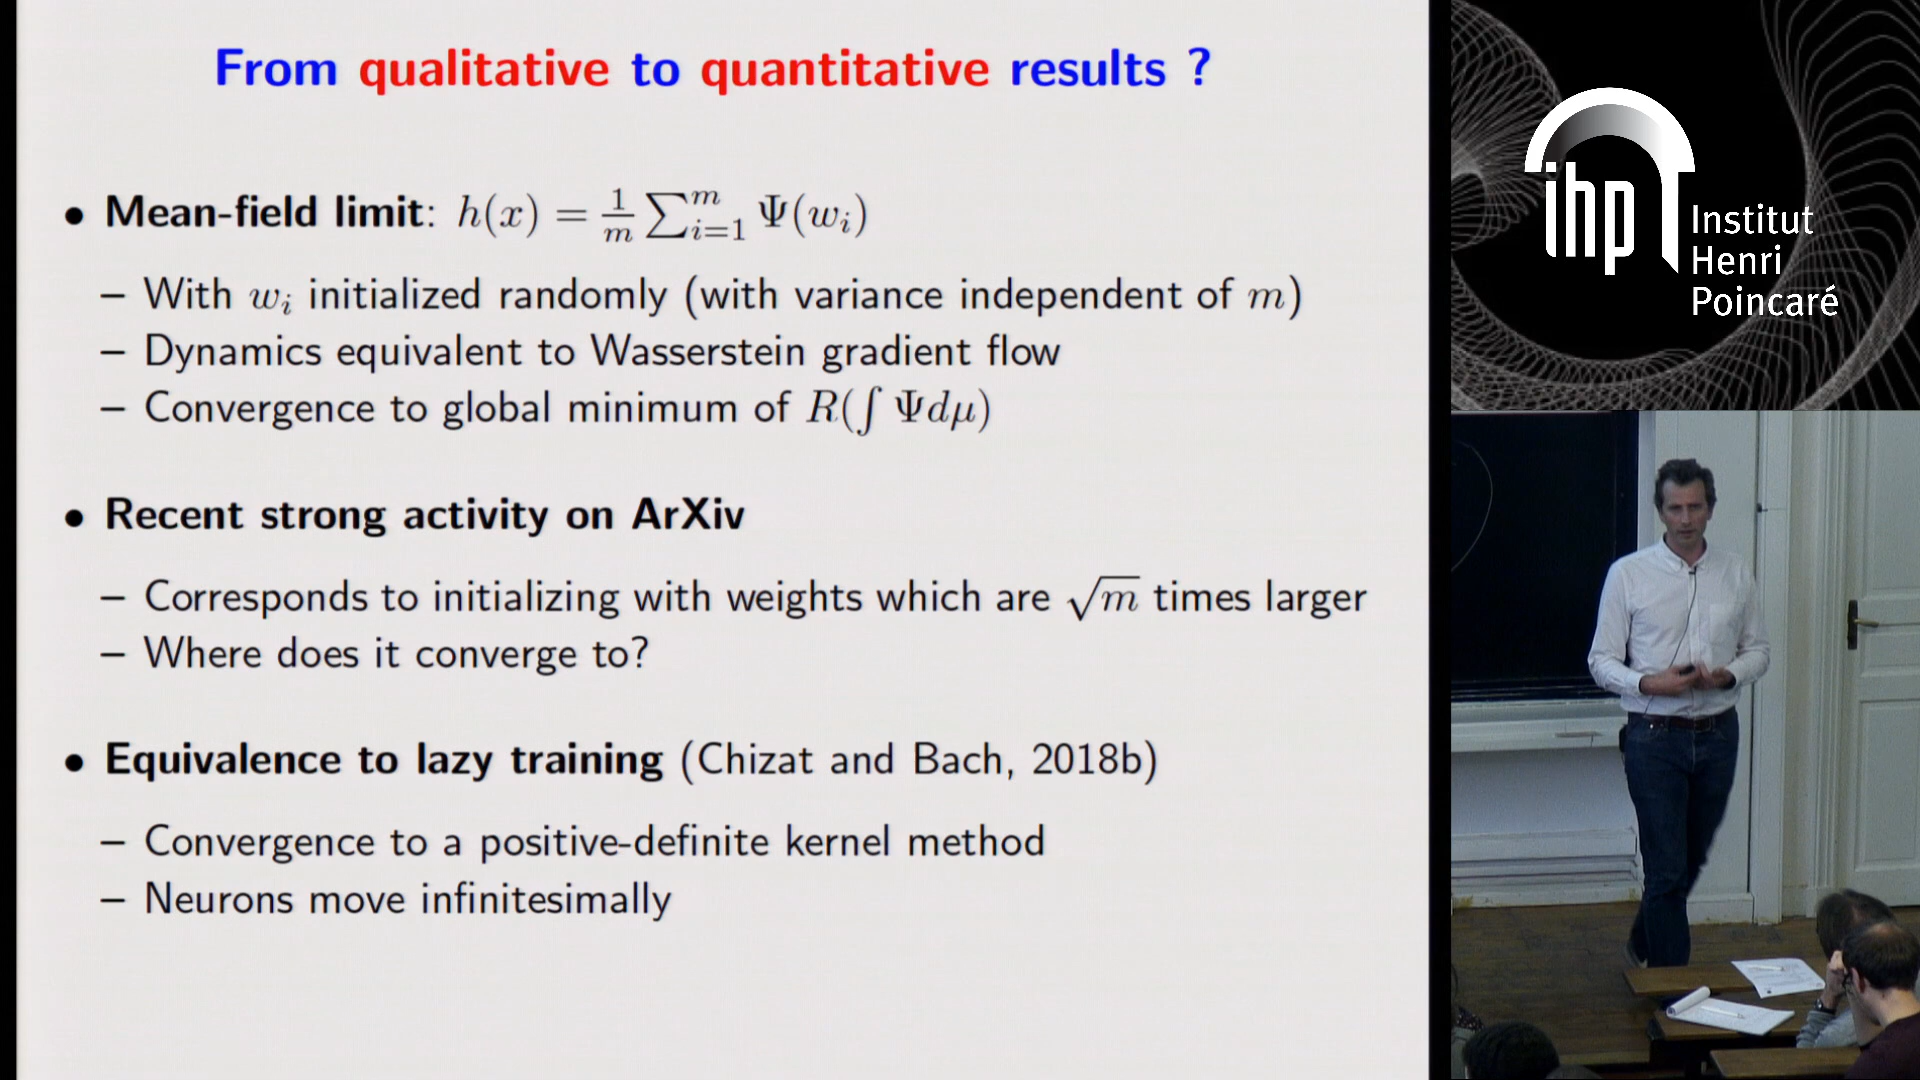 From qualitative to quantitative results ?
• Mean-field limit: h(x) = 1/m ∑_{i=1}^m Ψ(w_i)
– With w_i initialized randomly (with variance independent of m)
– Dynamics equivalent to Wasserstein gradient flow
– Convergence to global minimum of R(∫ Ψdμ)
• Recent strong activity on ArXiv
– Corresponds to initializing with weights which are √m times larger
– Where does it converge to?
• Equivalence to lazy training (Chizat and Bach, 2018b)
– Convergence to a positive-definite kernel method
– Neurons move infinitesimally
ihp
Institut
Henri
Poincaré